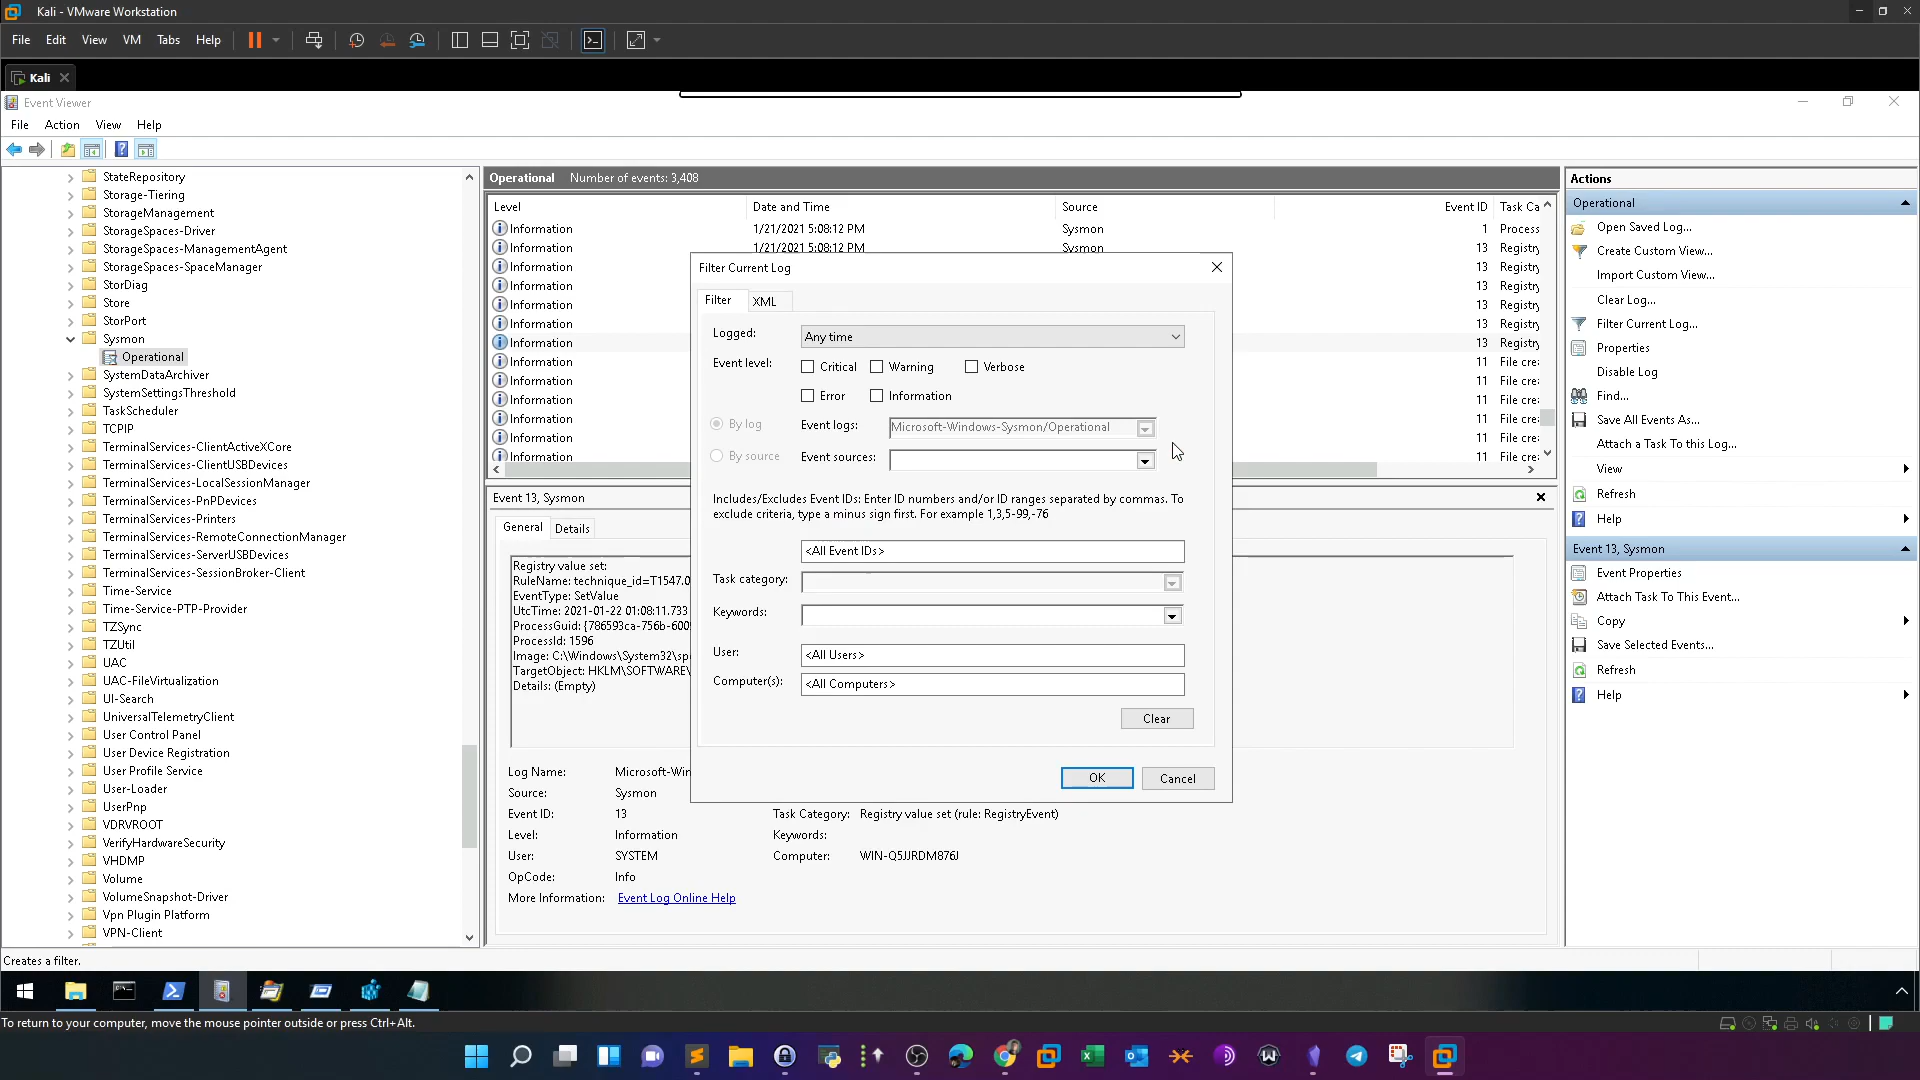 Kali - VMware Workstation
File Edit View VM Tabs Help
Kali
Event Viewer
File Action View Help
StateRepository
Storage-Tiering
StorageManagement
StorageSpaces-Driver
StorageSpaces-ManagementAgent
StorageSpaces-SpaceManager
StorDiag
Store
StorPort
Sysmon
Operational
SystemDataArchiver
SystemSettingsThreshold
TaskScheduler
TCPIP
TerminalServices-ClientActiveXCore
TerminalServices-ClientUSBDevices
TerminalServices-LocalSessionManager
TerminalServices-PnPDevices
TerminalServices-Printers
TerminalServices-RemoteConnectionManager
TerminalServices-ServerUSBDevices
TerminalServices-SessionBroker-Client
Time-Service
Time-Service-PTP-Provider
TZSync
TZUtil
UAC
UAC-FileVirtualization
UI-Search
UniversalTelemetryClient
User Control Panel
User Device Registration
User Profile Service
User-Loader
UserPnp
VDRVROOT
VerifyHardwareSecurity
VHDMP
Volume
VolumeSnapshot-Driver
Vpn Plugin Platform
VPN-Client
Operational Number of events: 3,408
Level Date and Time Source Event ID Task Ca
Information 1/21/2021 5:08:12 PM Sysmon 1 Process
Information 1/21/2021 5:08:12 PM Sysmon 13 Registry
Information 13 Registry
Information 13 Registry
Information 13 Registry
Information 13 Registry
Information 13 Registry
Information 11 File cre
Information 11 File cre
Information 11 File cre
Information 11 File cre
Information 11 File cre
Information 11 File cre
Filter Current Log
Filter XML
Logged: Any time
Event level: Critical Warning Verbose
Error Information
By log Event logs: Microsoft-Windows-Sysmon/Operational
By source Event sources:
Includes/Excludes Event IDs: Enter ID numbers and/or ID ranges separated by commas. To
exclude criteria, type a minus sign first. For example 1,3,5-99,-76
<All Event IDs>
Task category:
Keywords:
User: <All Users>
Computer(s): <All Computers>
Clear
OK Cancel
Event 13, Sysmon
General Details
Registry value set:
RuleName: technique_id=T1547.0
EventType: SetValue
UtcTime: 2021-01-22 01:08:11.733
ProcessGuid: {786593ca-756b-600
ProcessId: 1596
Image: C:\Windows\System32\sp
TargetObject: HKLM\SOFTWARE\
Details: (Empty)
Log Name: Microsoft-Win
Source: Sysmon
Event ID: 13 Task Category: Registry value set (rule: RegistryEvent)
Level: Information Keywords:
User: SYSTEM Computer: WIN-Q5JJRDM876J
OpCode: Info
More Information: Event Log Online Help
Actions
Operational
Open Saved Log...
Create Custom View...
Import Custom View...
Clear Log...
Filter Current Log...
Properties
Disable Log
Find...
Save All Events As...
Attach a Task To this Log...
View
Refresh
Help
Event 13, Sysmon
Event Properties
Attach Task To This Event...
Copy
Save Selected Events...
Refresh
Help
Creates a filter.
To return to your computer, move the mouse pointer outside or press Ctrl+Alt.